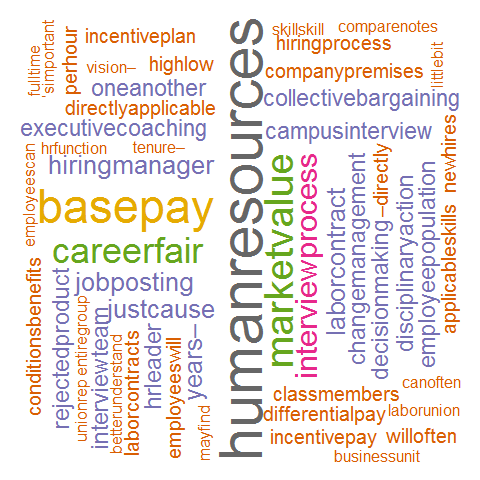 skillskill
comparenotes
incentiveplan
hiringprocess
fulltime
'simportant
perhour
vision–
highlow
companypremises
'littlebit
oneanother
collectivebargaining
directlyapplicable
executivecoaching
campusinterview
hrfunction
tenure–
hiringmanager
employeescan
humanresources
marketvalue
interviewprocess
laborcontract
changemanagement
decisionmaking
–directly
disciplinaryaction
employeepopulation
newhires
applicableskills
basepay
careerfair
jobposting
justcause
conditionsbenefits
rejectedproduct
unionrep
entiregroup
interviewteam
betterunderstand
laborcontracts
hrleader
employeeswill
years–
mayfind
classmembers
canoften
differentialpay
laborunion
incentivepay
willoften
businessunit